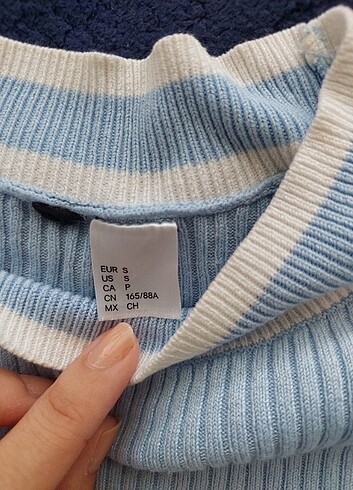 EUR S
US S
CA P
CN 165/88A
MX CH